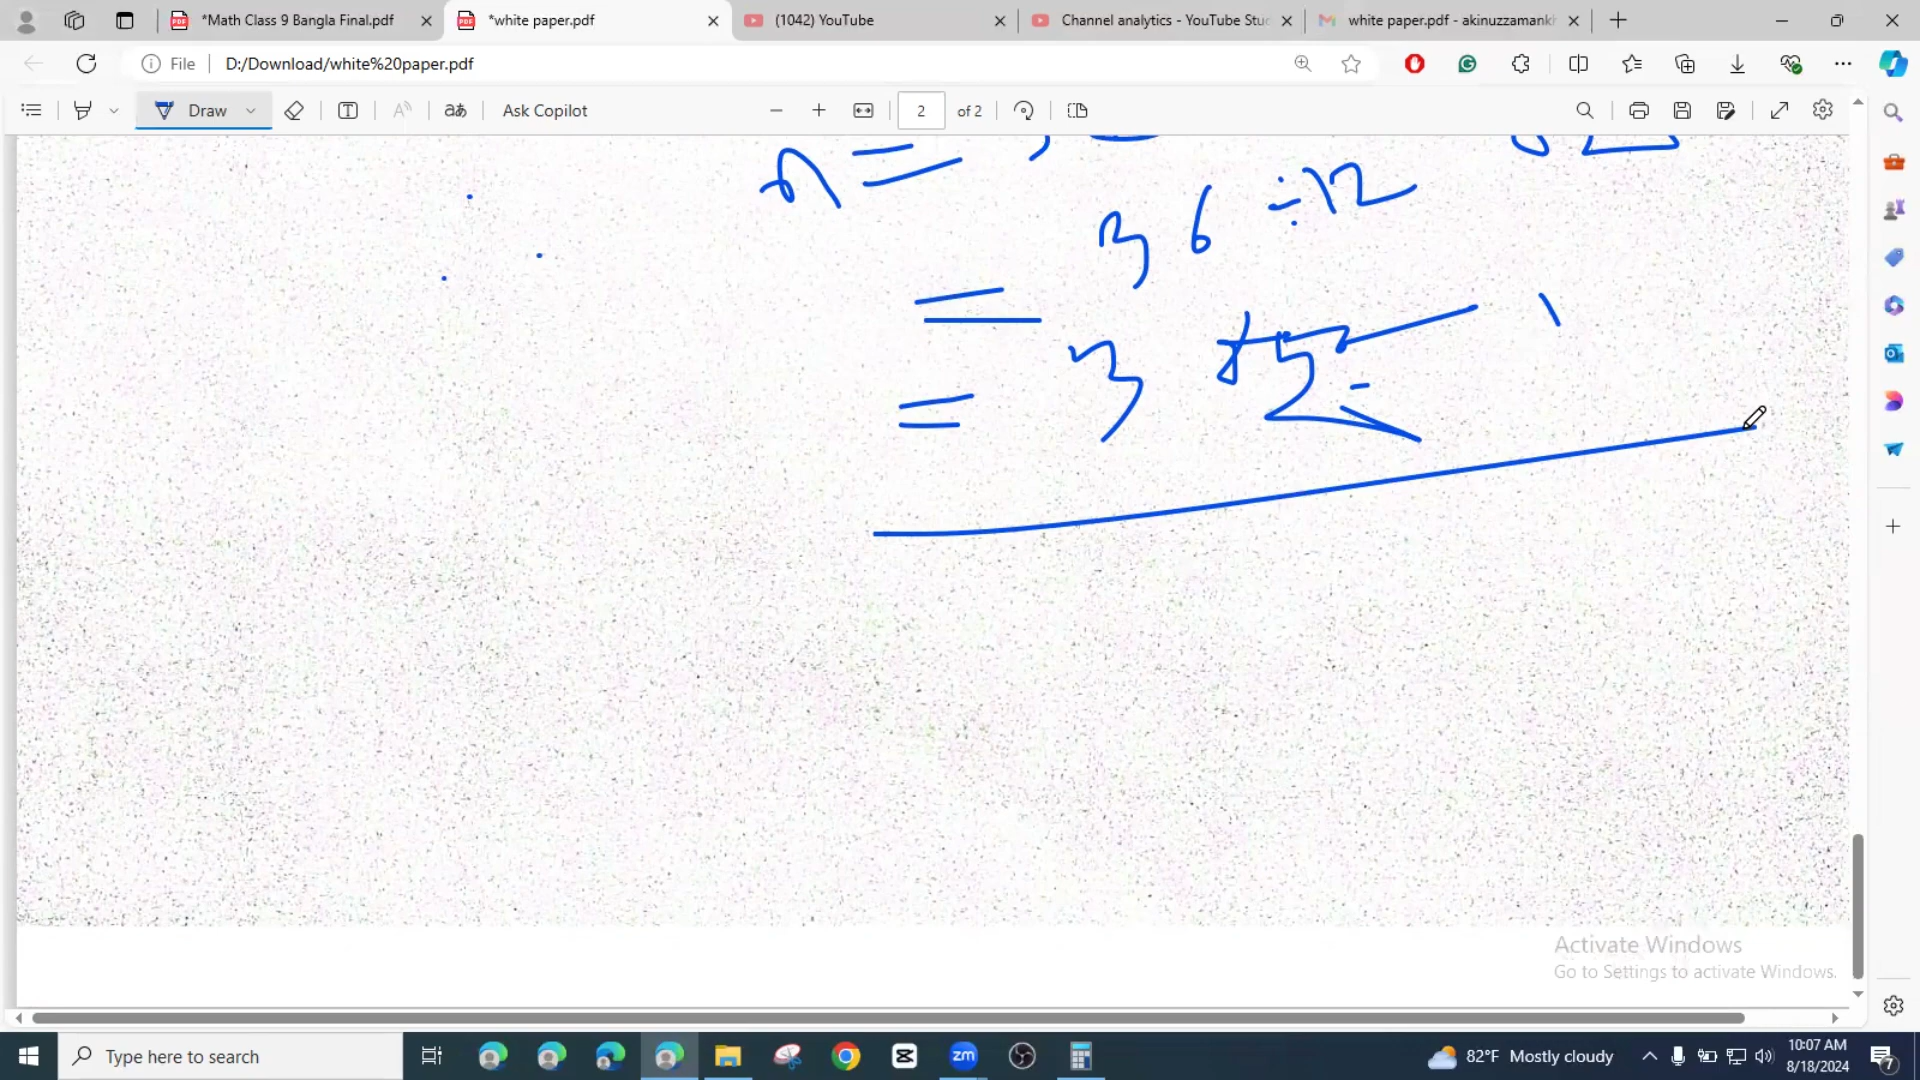 *Math Class 9 Bangla Final.pdf
*white paper.pdf
(1042) YouTube
Channel analytics - YouTube Stu
white paper.pdf - akinuzzamankh
File
D:/Download/white%20paper.pdf
Draw
Ask Copilot
2
of 2
36 ÷12
=
=
Activate Windows
Go to Settings to activate Windows.
Type here to search
82°F Mostly cloudy
10:07 AM
8/18/2024
7